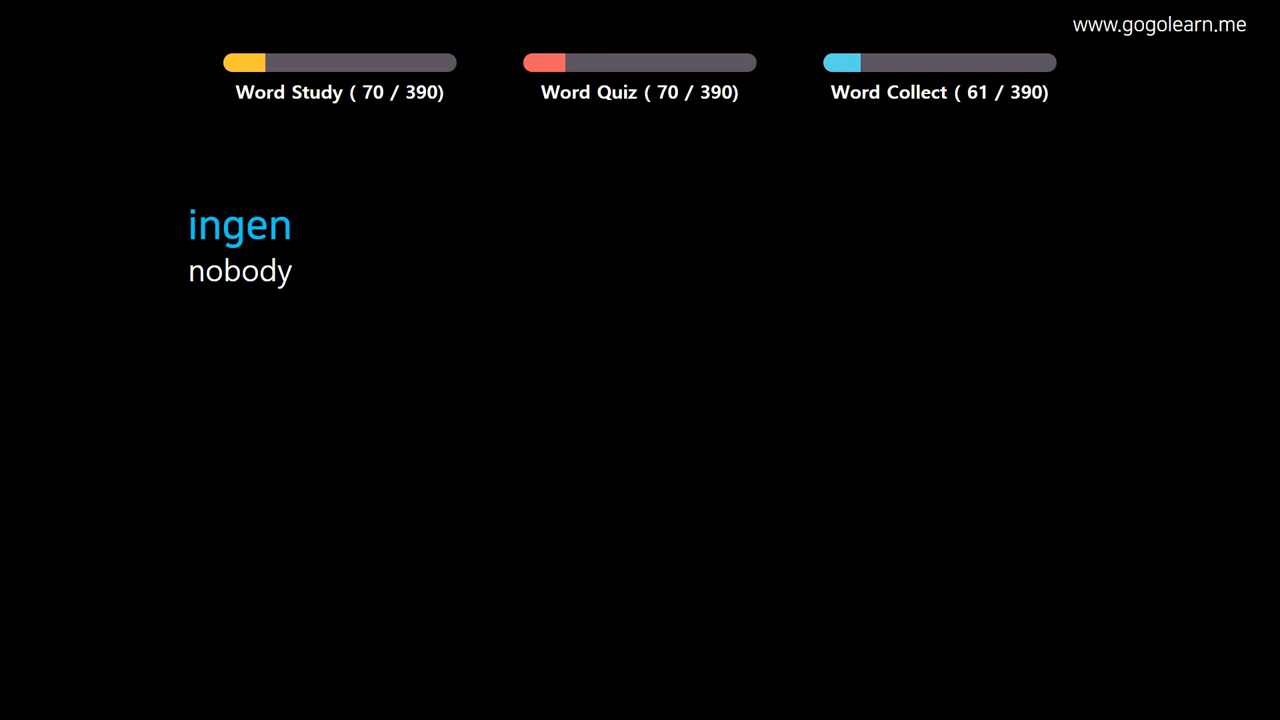 www.gogolearn.me
Word Study ( 70 / 390)
Word Quiz ( 70 / 390)
Word Collect ( 61 / 390)
ingen
nobody